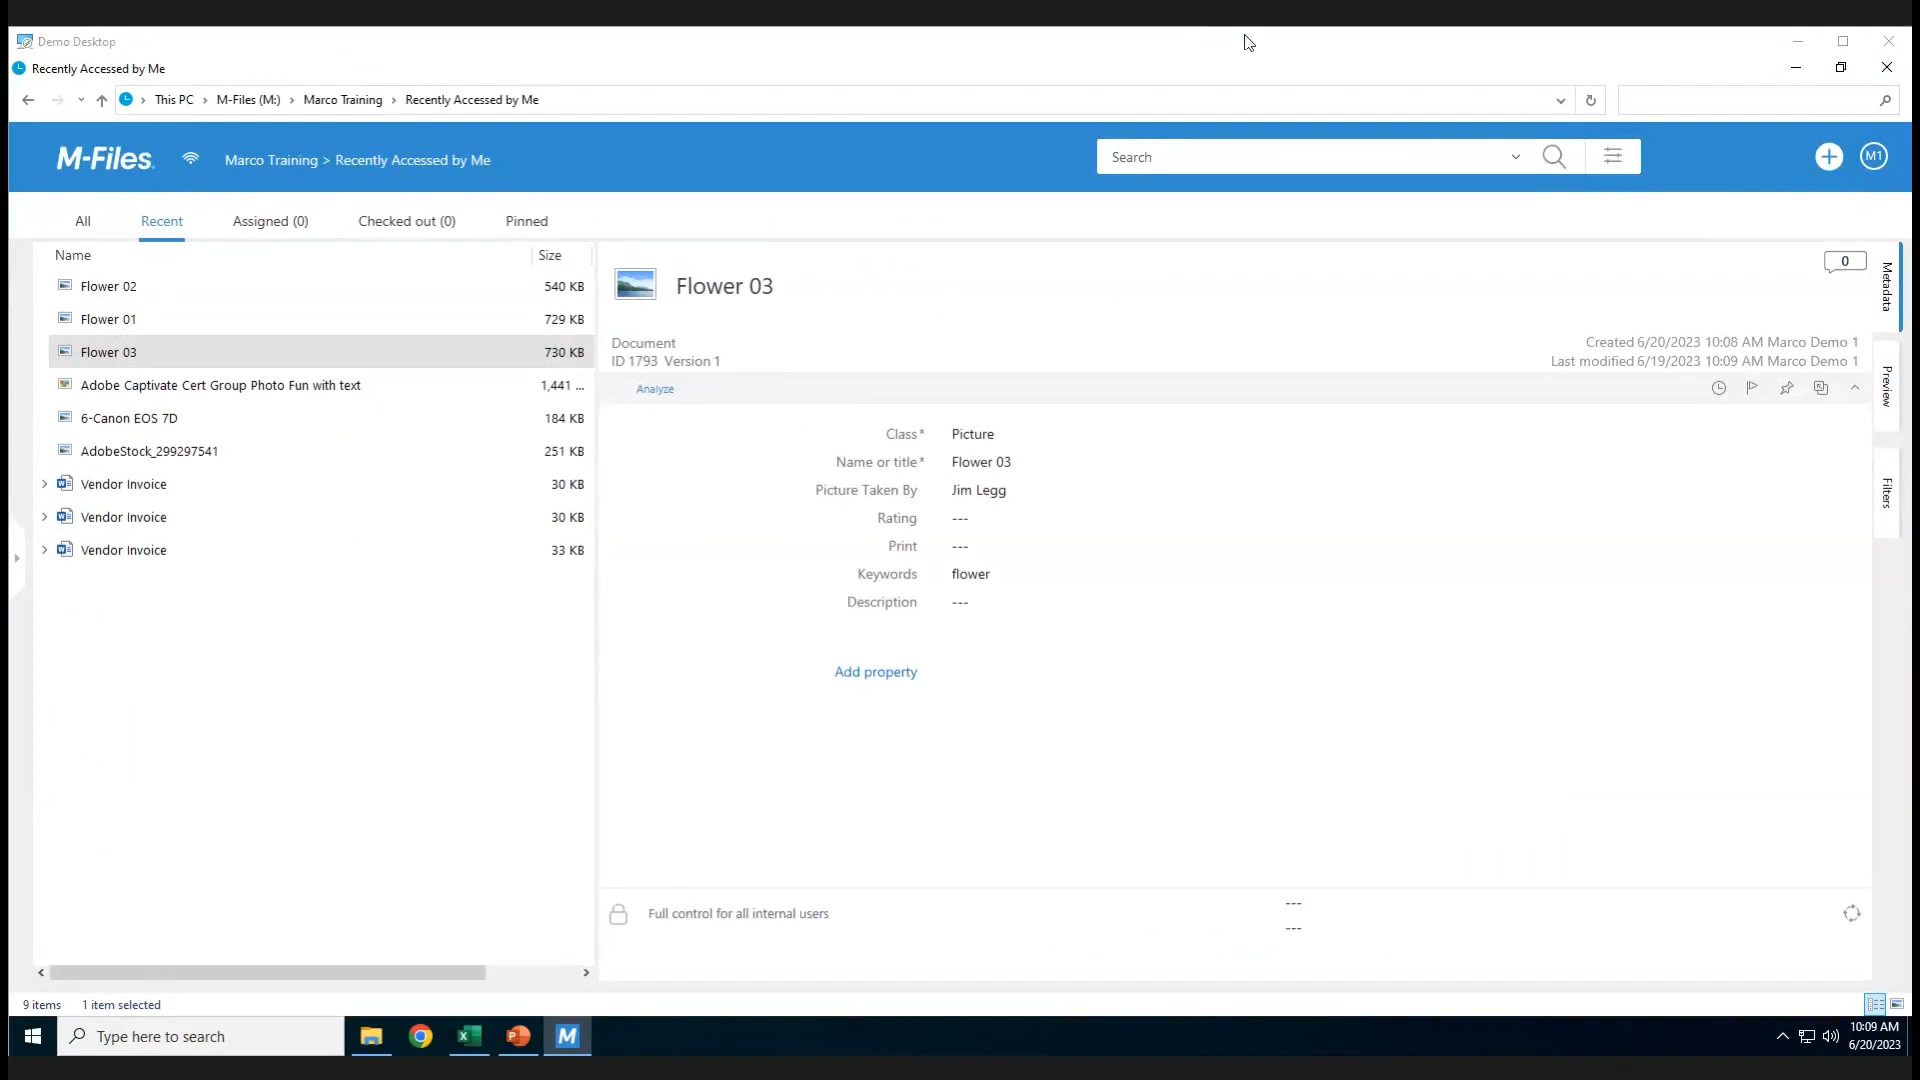 Demo Desktop
Recently Accessed by Me
This PC > M-Files (M:) > Marco Training > Recently Accessed by Me
M-Files
Marco Training > Recently Accessed by Me
Search
M1
All Recent Assigned (0) Checked out (0) Pinned
Name Size
Flower 02 540 KB
Flower 01 729 KB
Flower 03 730 KB
Adobe Captivate Cert Group Photo Fun with text 1,441 ...
6-Canon EOS 7D 184 KB
AdobeStock_299297541 251 KB
Vendor Invoice 30 KB
Vendor Invoice 30 KB
Vendor Invoice 33 KB
Flower 03
0
Document
ID 1793 Version 1
Created 6/20/2023 10:08 AM Marco Demo 1
Last modified 6/19/2023 10:09 AM Marco Demo 1
Analyze
Class* Picture
Name or title* Flower 03
Picture Taken By Jim Legg
Rating ---
Print ---
Keywords flower
Description ---
Add property
Full control for all internal users
---
---
Metadata
Preview
Filters
9 items 1 item selected
Type here to search
10:09 AM
6/20/2023